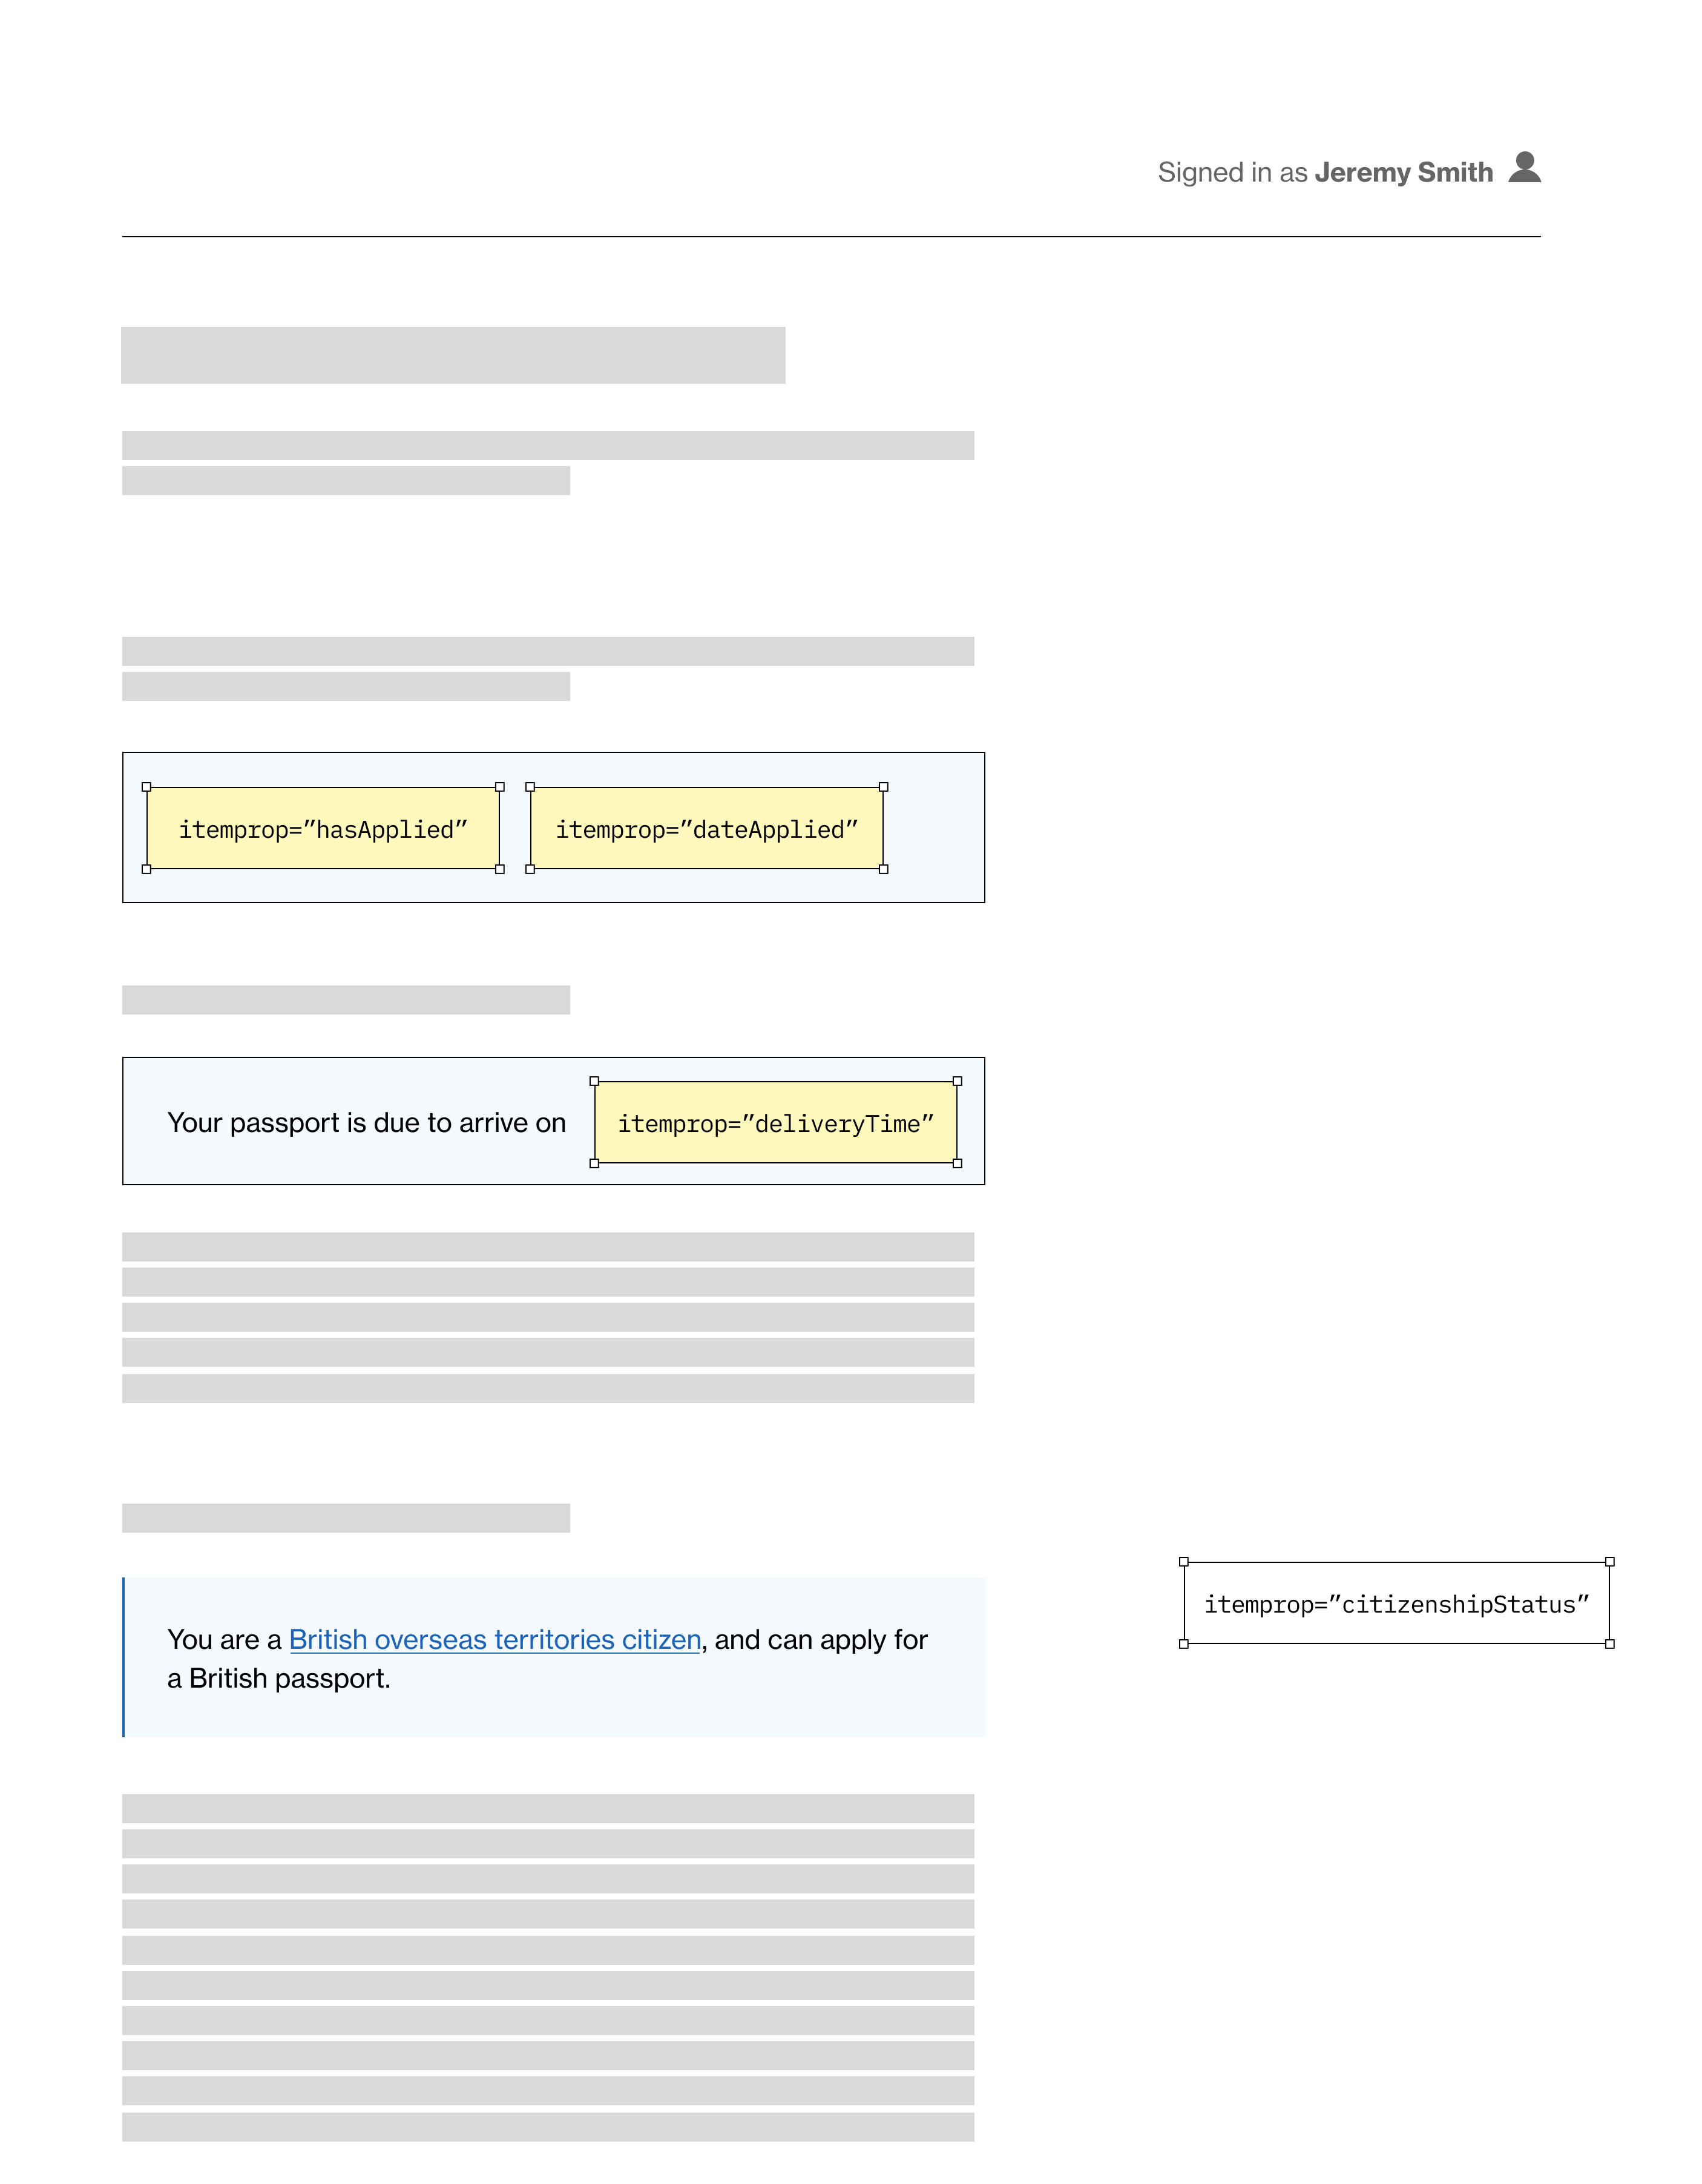 Signed in as Jeremy Smith
itemprop=”hasApplied”
itemprop=”dateApplied”
Your passport is due to arrive on
itemprop=”deliveryTime”
itemprop=”citizenshipStatus”
You are a British overseas territories citizen, and can apply for
a British passport.